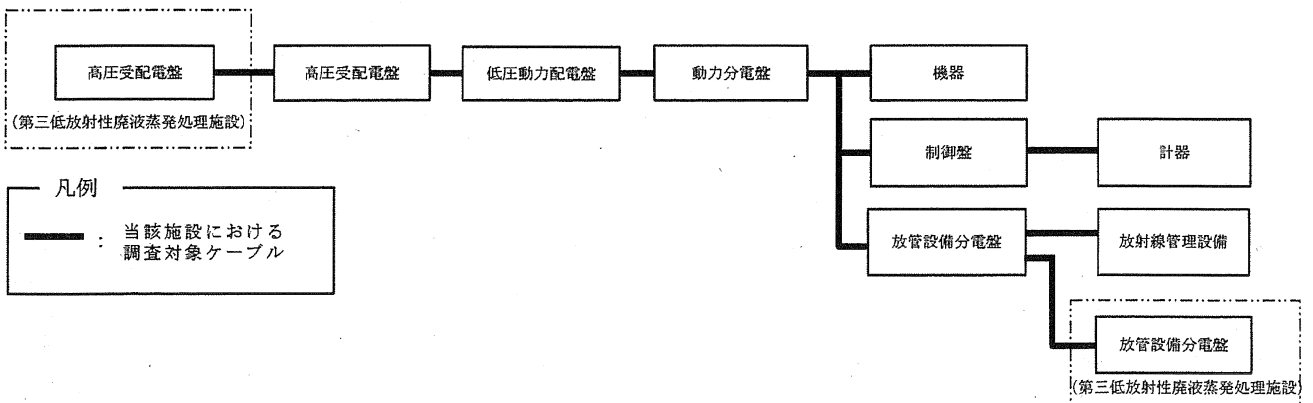 高圧受配電盤
(第三低放射性廃液蒸発処理施設)
高圧受配電盤
低圧動力配電盤
動力分電盤
機器
制御盤
計器
放管設備分電盤
放射線管理設備
放管設備分電盤
(第三低放射性廃液蒸発処理施設)
凡例
： 当該施設における
調査対象ケーブル